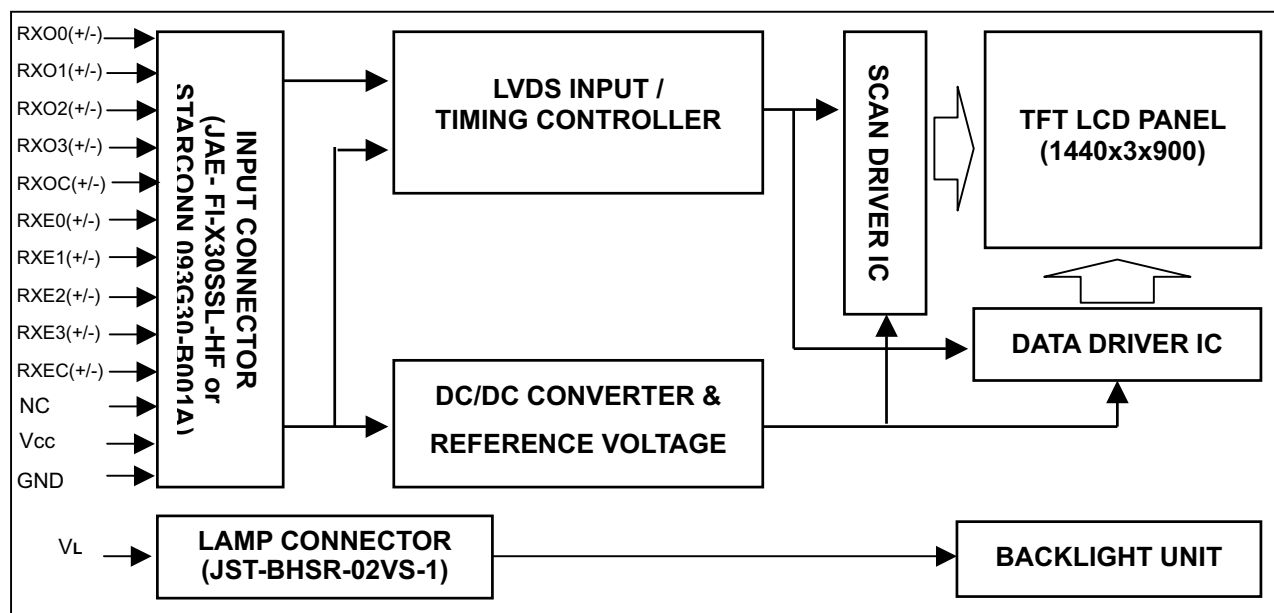 RXO0(+/-)
RXO1(+/-)
RXO2(+/-)
RXO3(+/-)
RXOC(+/-)
RXE0(+/-)
RXE1(+/-)
RXE2(+/-)
RXE3(+/-)
RXEC(+/-)
NC
Vcc
GND
VL
INPUT CONNECTOR
(JAE- FI-X30SSL-HF or
STARCONN 093G30-B001A)
LVDS INPUT /
TIMING CONTROLLER
SCAN DRIVER IC
TFT LCD PANEL
(1440x3x900)
DATA DRIVER IC
DC/DC CONVERTER &
REFERENCE VOLTAGE
LAMP CONNECTOR
(JST-BHSR-02VS-1)
BACKLIGHT UNIT